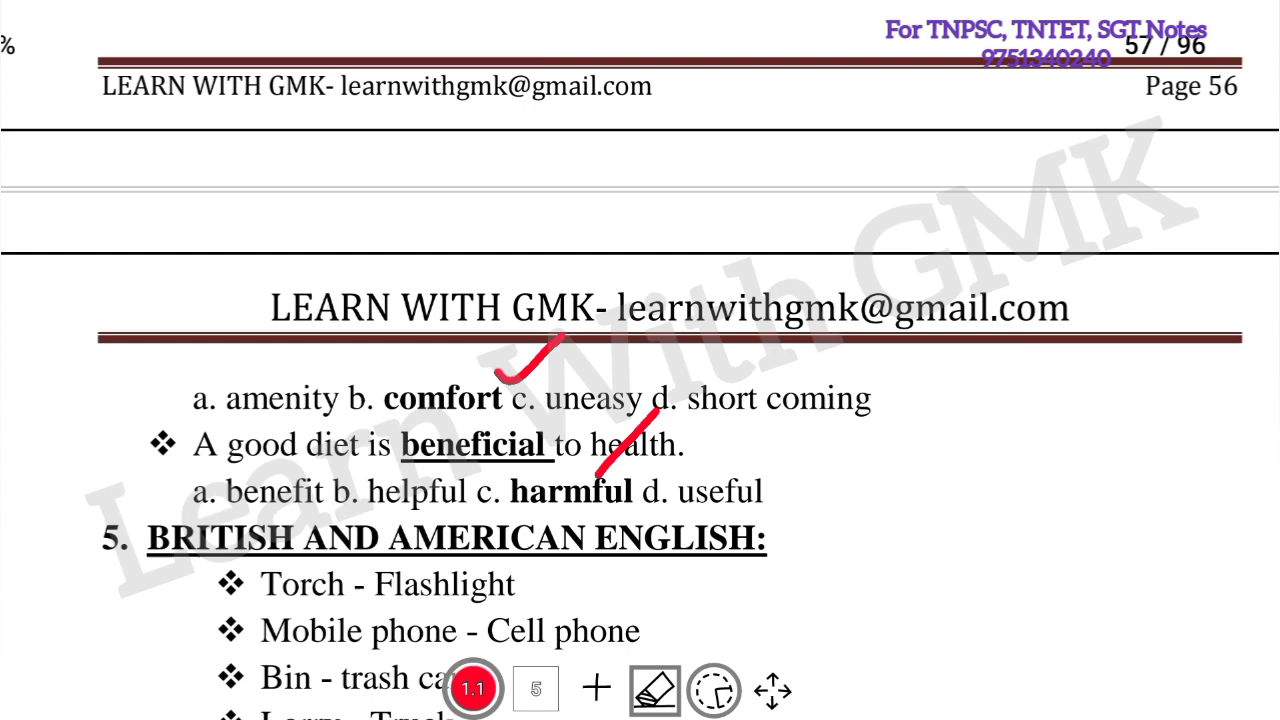 For TNPSC, TNTET, SGT Notes
9751340240
%
57 / 96
LEARN WITH GMK- learnwithgmk@gmail.com
Page 56
Learn With GMK
LEARN WITH GMK- learnwithgmk@gmail.com
a. amenity b. comfort c. uneasy d. short coming
❖ A good diet is beneficial to health.
a. benefit b. helpful c. harmful d. useful
5. BRITISH AND AMERICAN ENGLISH:
❖ Torch - Flashlight
❖ Mobile phone - Cell phone
❖ Bin - trash ca
❖ Lorry - Truck
1.1
5